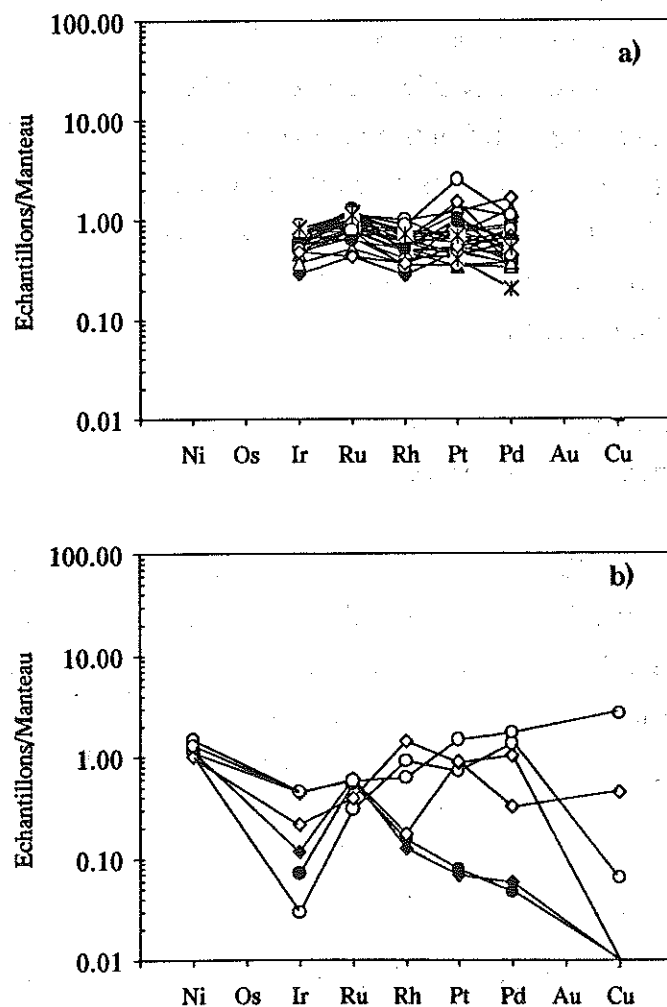 a)
100.00
10.00
1.00
0.10
0.01
Echantillons/Manteau
Ni Os Ir Ru Rh Pt Pd Au Cu
b)
100.00
10.00
1.00
0.10
0.01
Echantillons/Manteau
Ni Os Ir Ru Rh Pt Pd Au Cu